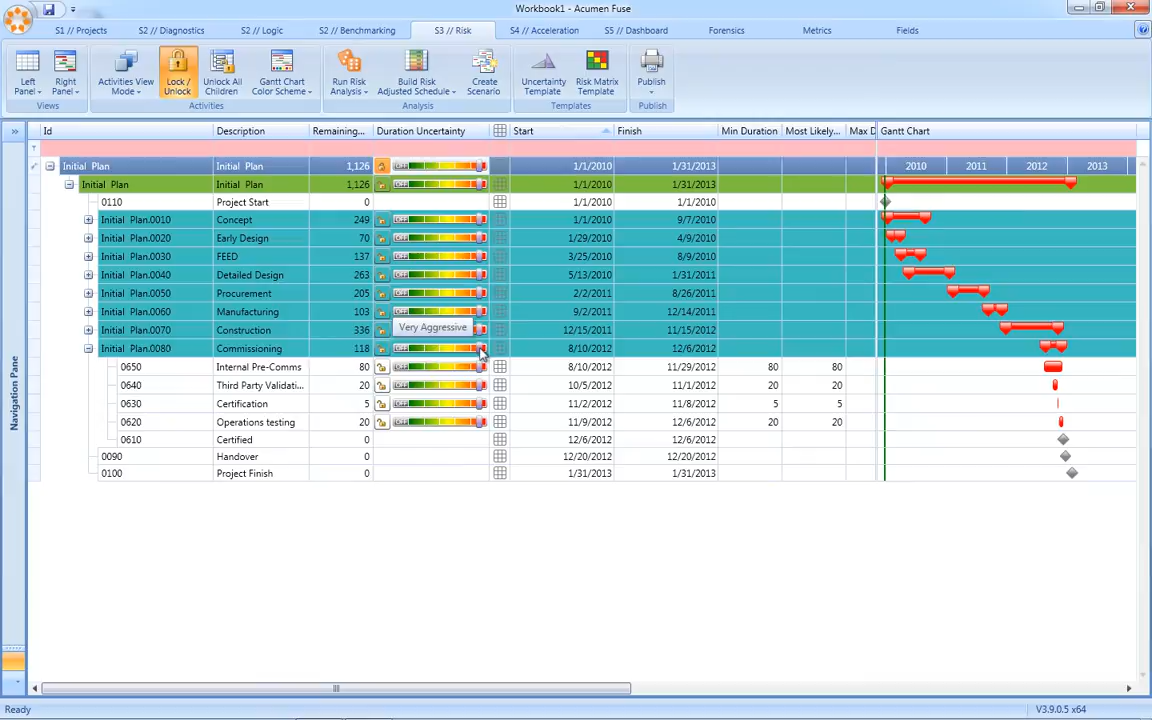 Workbook1 - Acumen Fuse
S1 // Projects S2 // Diagnostics S2 // Logic S2 // Benchmarking S3 // Risk S4 // Acceleration S5 // Dashboard Forensics Metrics Fields
Left Panel Right Panel Activities View Mode Lock / Unlock Unlock All Children Gantt Chart Color Scheme Run Risk Analysis Build Risk Adjusted Schedule Create Scenario Uncertainty Template Risk Matrix Template Publish
Views Activities Analysis Templates Publish
Id Description Remaining... Duration Uncertainty Start Finish Min Duration Most Likely... Max D Gantt Chart
Initial Plan Initial Plan 1,126 OFF 1/1/2010 1/31/2013 2010 2011 2012 2013
Initial Plan Initial Plan 1,126 OFF 1/1/2010 1/31/2013
0110 Project Start 0 1/1/2010 1/1/2010
Initial Plan.0010 Concept 249 OFF 1/1/2010 9/7/2010
Initial Plan.0020 Early Design 70 OFF 1/29/2010 4/9/2010
Initial Plan.0030 FEED 137 OFF 3/25/2010 8/9/2010
Initial Plan.0040 Detailed Design 263 OFF 5/13/2010 1/31/2011
Initial Plan.0050 Procurement 205 OFF 2/2/2011 8/26/2011
Initial Plan.0060 Manufacturing 103 OFF 9/2/2011 12/14/2011
Initial Plan.0070 Construction 336 Very Aggressive 12/15/2011 11/15/2012
Initial Plan.0080 Commissioning 118 OFF 8/10/2012 12/6/2012
0650 Internal Pre-Comms 80 OFF 8/10/2012 11/29/2012 80 80
0640 Third Party Validati... 20 OFF 10/5/2012 11/1/2012 20 20
0630 Certification 5 OFF 11/2/2012 11/8/2012 5 5
0620 Operations testing 20 OFF 11/9/2012 12/6/2012 20 20
0610 Certified 0 12/6/2012 12/6/2012
0090 Handover 0 12/20/2012 12/20/2012
0100 Project Finish 0 1/31/2013 1/31/2013
Navigation Pane
Ready V3.9.0.5 x64